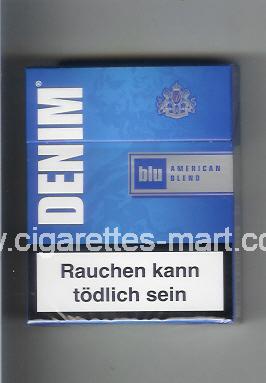 DENIM®
blu
AMERICAN
BLEND
www.cigarettes-mart.com
Rauchen kann
tödlich sein